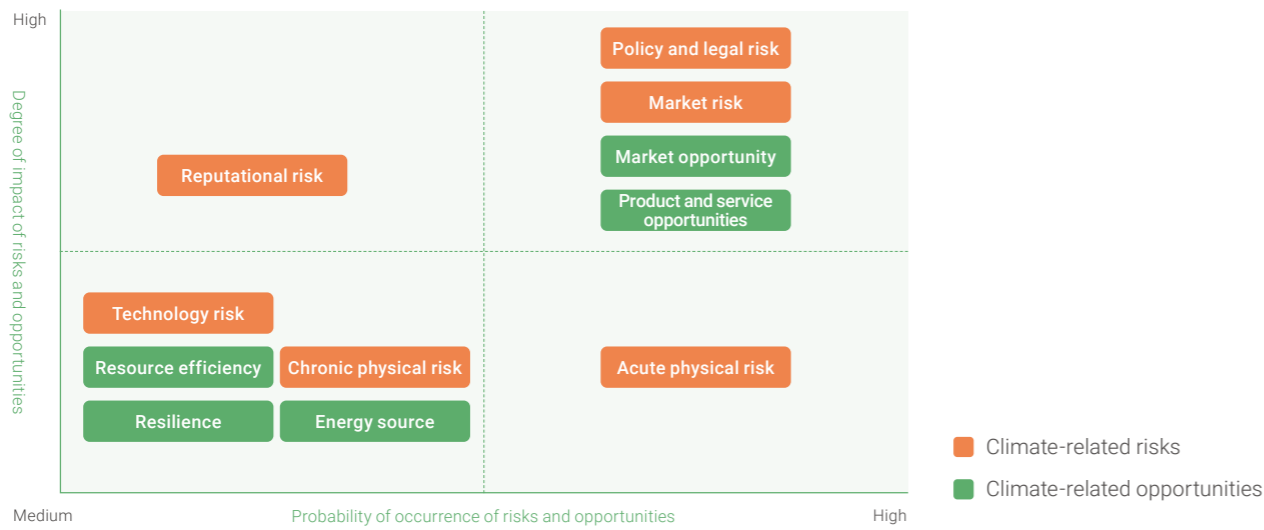 High
Degree of impact of risks and opportunities
Policy and legal risk
Market risk
Market opportunity
Product and service
opportunities
Reputational risk
Technology risk
Resource efficiency
Chronic physical risk
Acute physical risk
Resilience
Energy source
Climate-related risks
Climate-related opportunities
Medium
Probability of occurrence of risks and opportunities
High